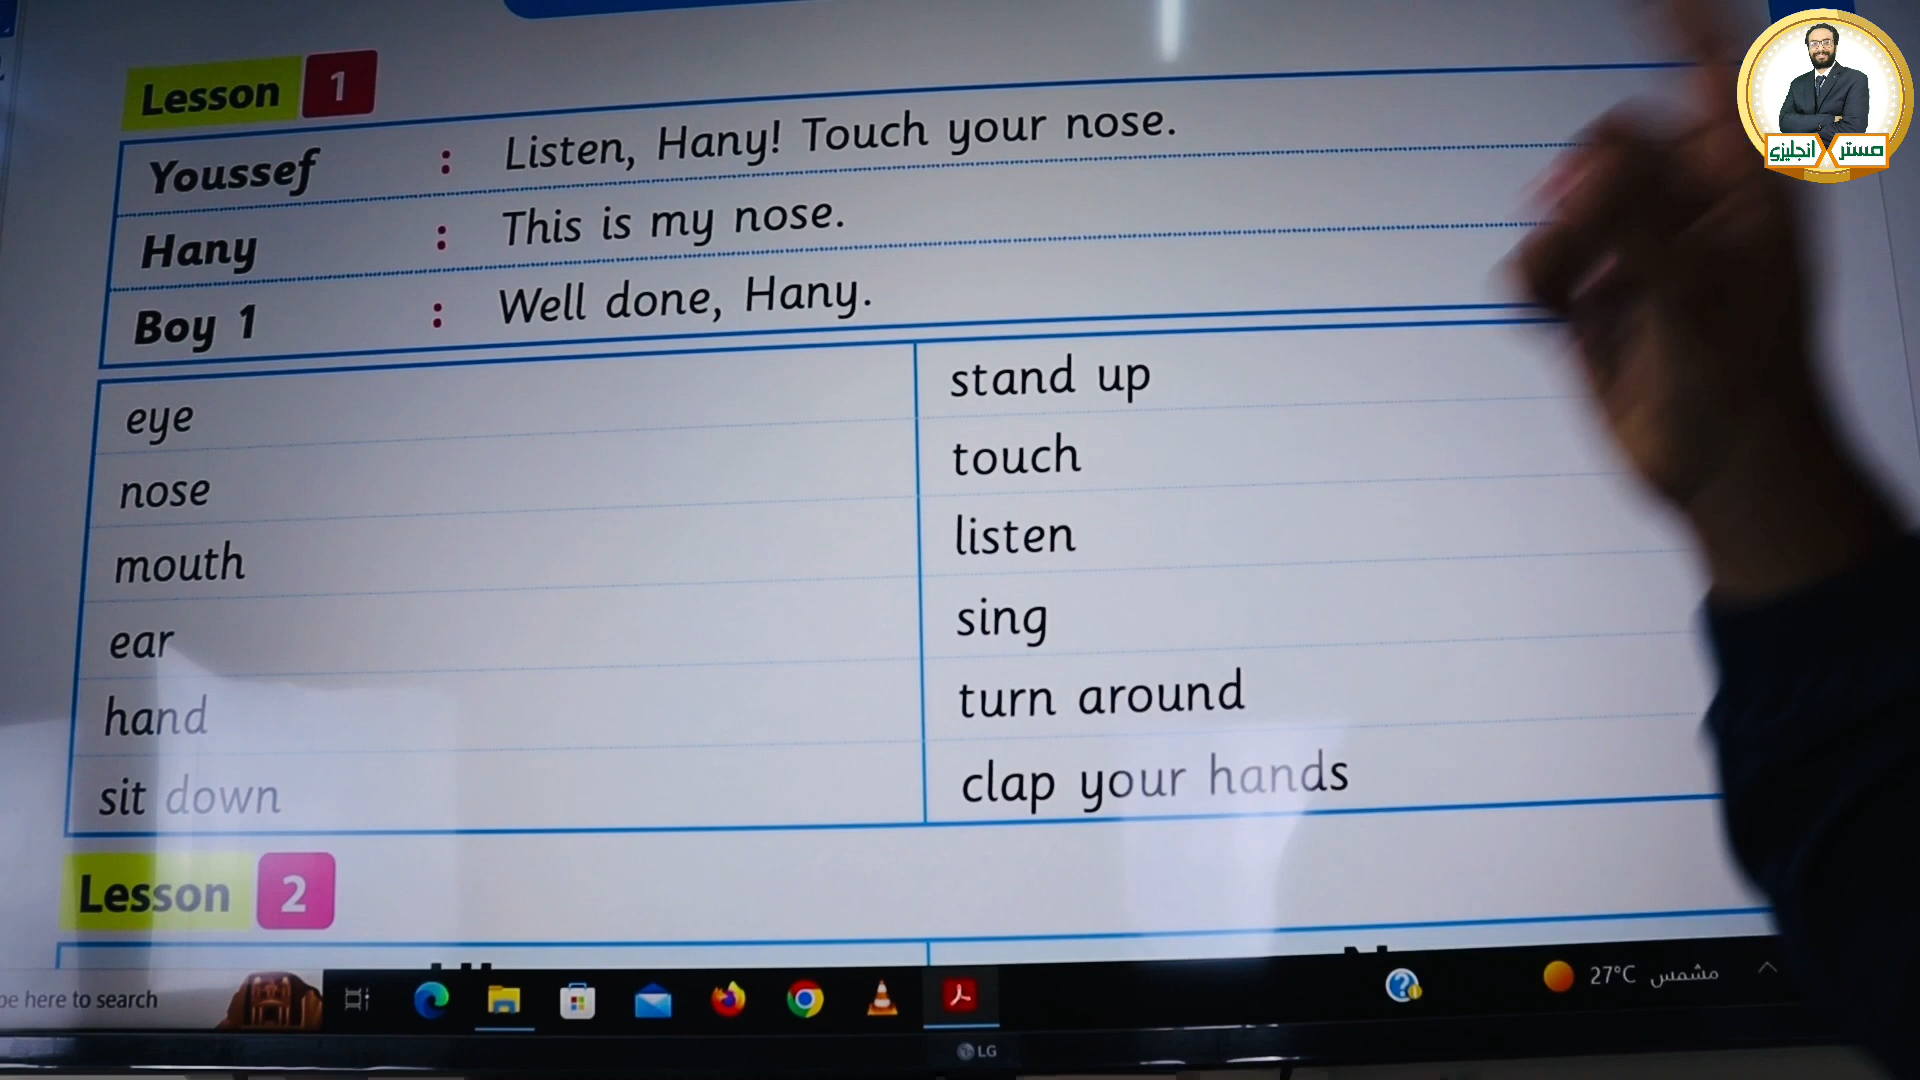 Lesson 1
Youssef : Listen, Hany! Touch your nose.
Hany : This is my nose.
Boy 1 : Well done, Hany.
eye
nose
mouth
ear
hand
sit down
stand up
touch
listen
sing
turn around
clap your hands
Lesson 2
pe here to search
27°C مشمس
LG
مستر X انجليزي